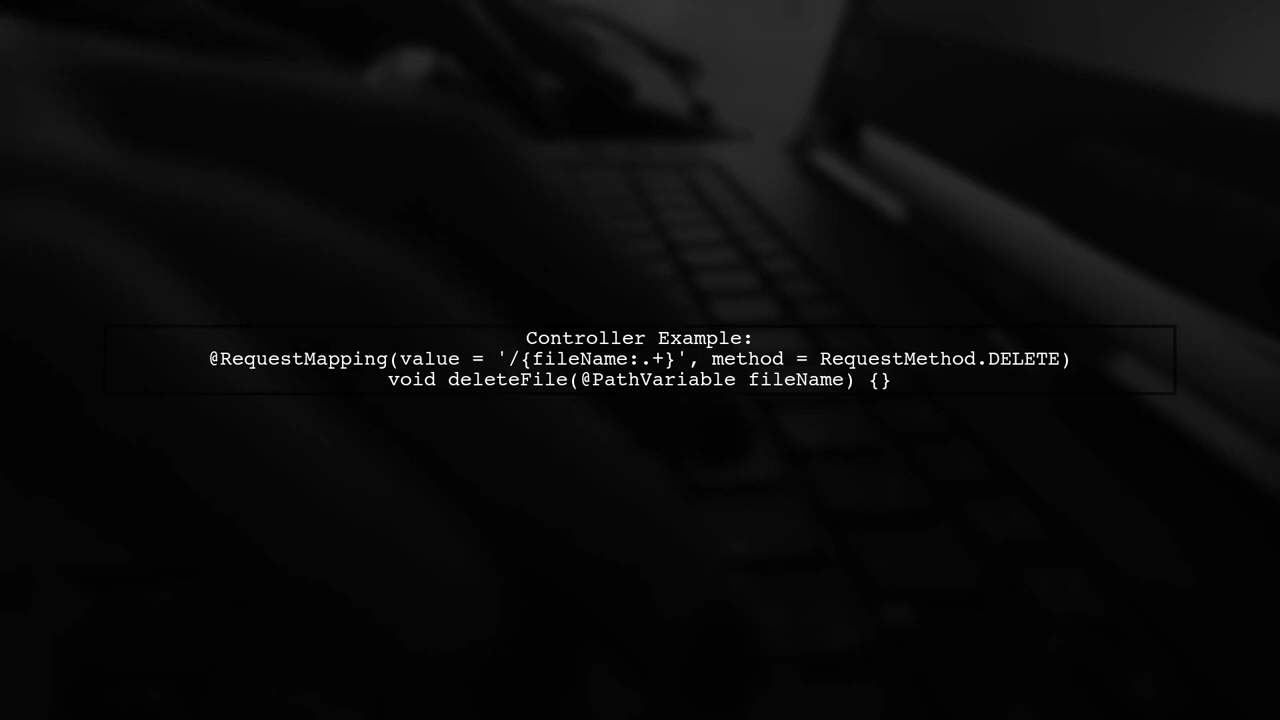 Controller Example:
@RequestMapping(value = '/{fileName:.+}', method = RequestMethod.DELETE)
void deleteFile(@PathVariable fileName) {}